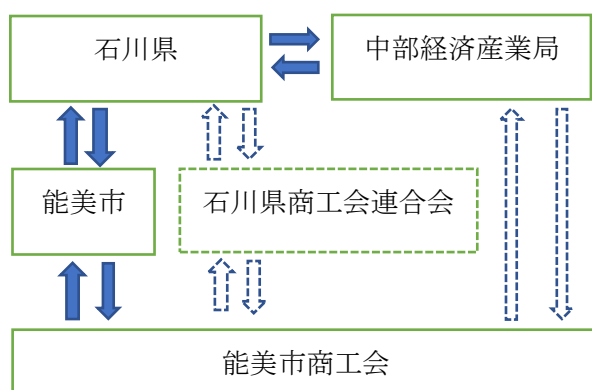 石川県
中部経済産業局
能美市
石川県商工会連合会
能美市商工会